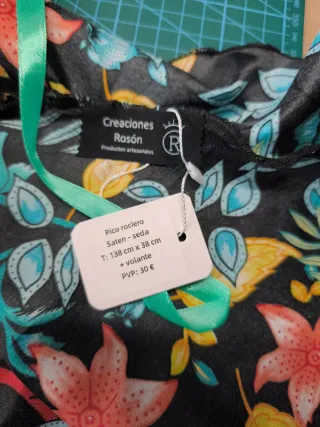 Creaciones
Rosón
Productos artesanales
R
Pico rociero
Saten - seda
T: 138 cm x 38 cm
+ volante
PVP: 30 €